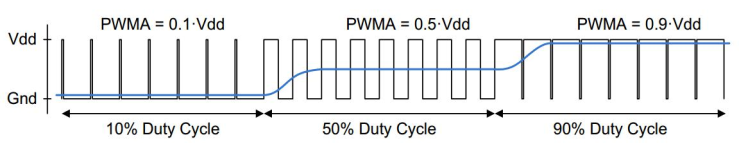 PWMA = 0.1·Vdd PWMA = 0.5·Vdd PWMA = 0.9·Vdd
Vdd
Gnd
10% Duty Cycle 50% Duty Cycle 90% Duty Cycle